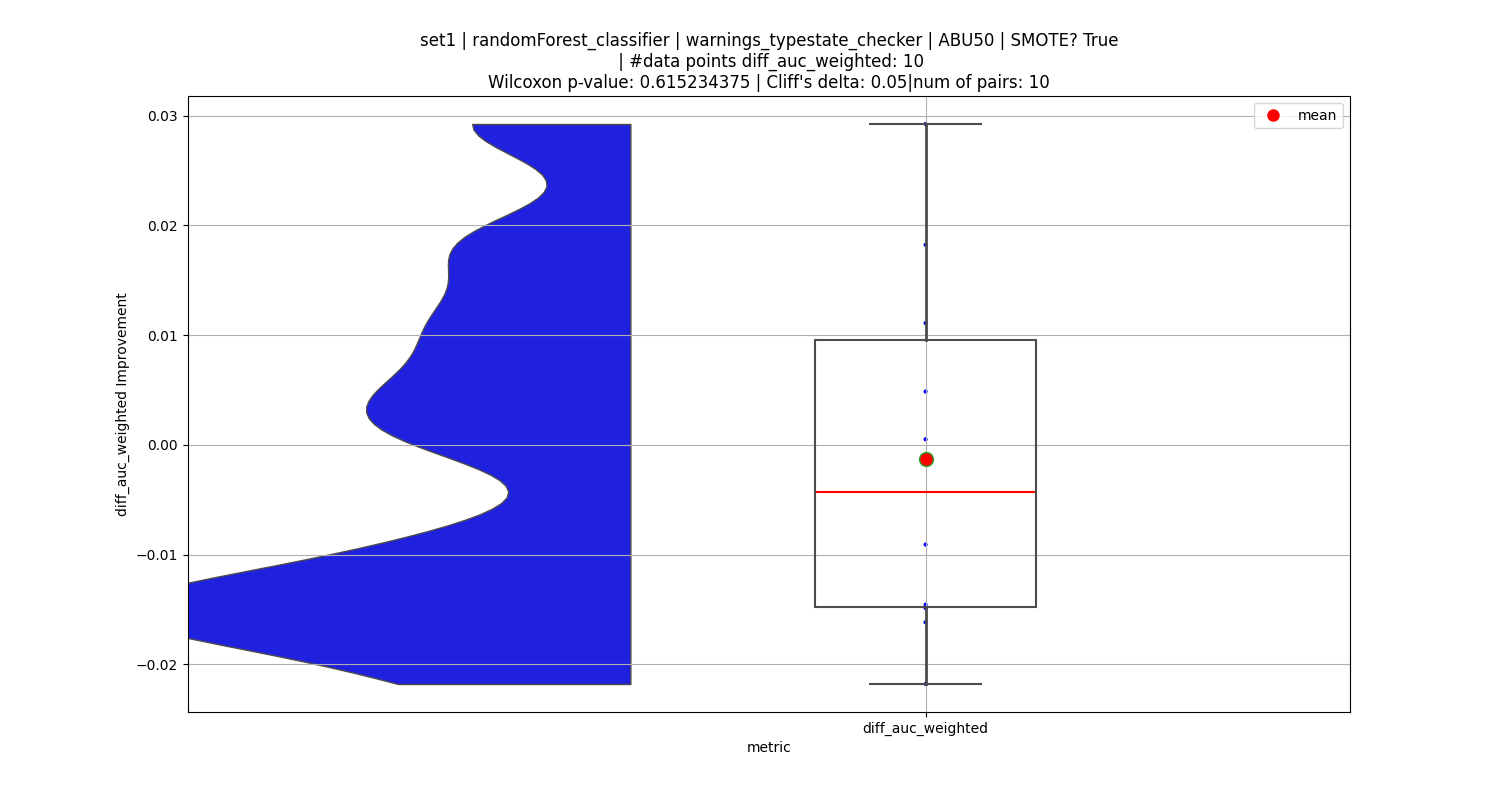 set1 | randomForest_classifier | warnings_typestate_checker | ABU50 | SMOTE? True
| #data points diff_auc_weighted: 10
Wilcoxon p-value: 0.615234375 | Cliff's delta: 0.05|num of pairs: 10
mean
0.03
0.02
0.01
0.00
−0.01
−0.02
diff_auc_weighted Improvement
diff_auc_weighted
metric